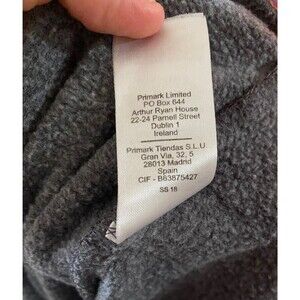 Primark Limited
PO Box 644
Arthur Ryan House
22-24 Parnell Street
Dublin 1
Ireland
Primark Tiendas S.L.U.
Gran Via, 32, 5
28013 Madrid
Spain
CIF - B83875427
SS 18